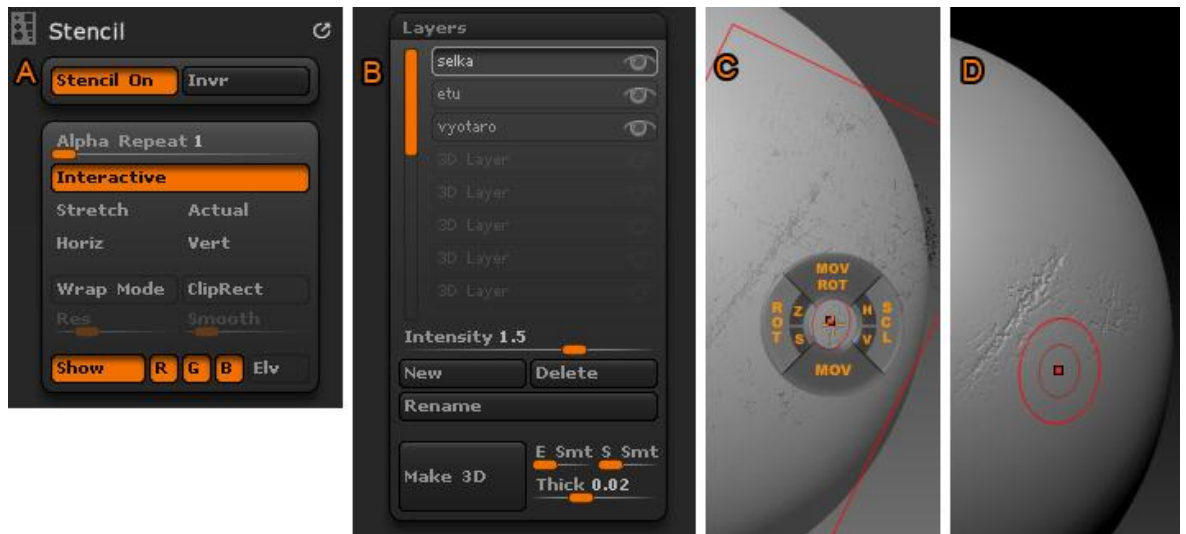 Stencil
A
Stencil On Invr
Alpha Repeat 1
Interactive
Stretch Actual
Horiz Vert
Wrap Mode ClipRect
Res Smooth
Show R G B Elv
B
Layers
selka
etu
vyotaro
3D Layer
3D Layer
3D Layer
3D Layer
3D Layer
Intensity 1.5
New Delete
Rename
Make 3D
E Smt S Smt
Thick 0.02
C
MOV
ROT
ROT Z H SCL
S V
MOV
D